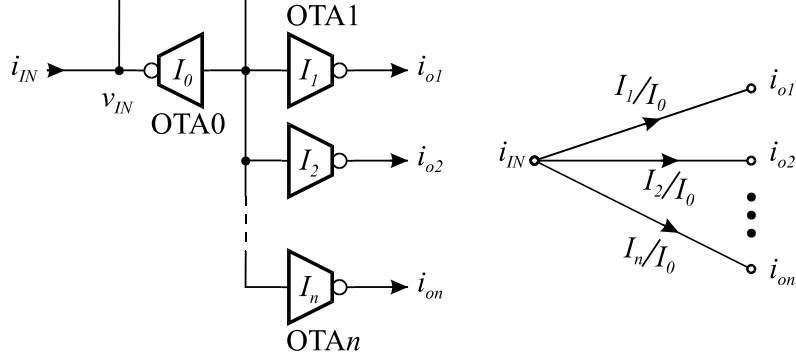 OTA1
i_IN I_0 I_1 i_o1
v_IN
OTA0
I_2 i_o2
I_n i_on
OTAn
I_1/I_0 i_o1
i_IN i_o2
I_2/I_0
I_n/I_0
i_on